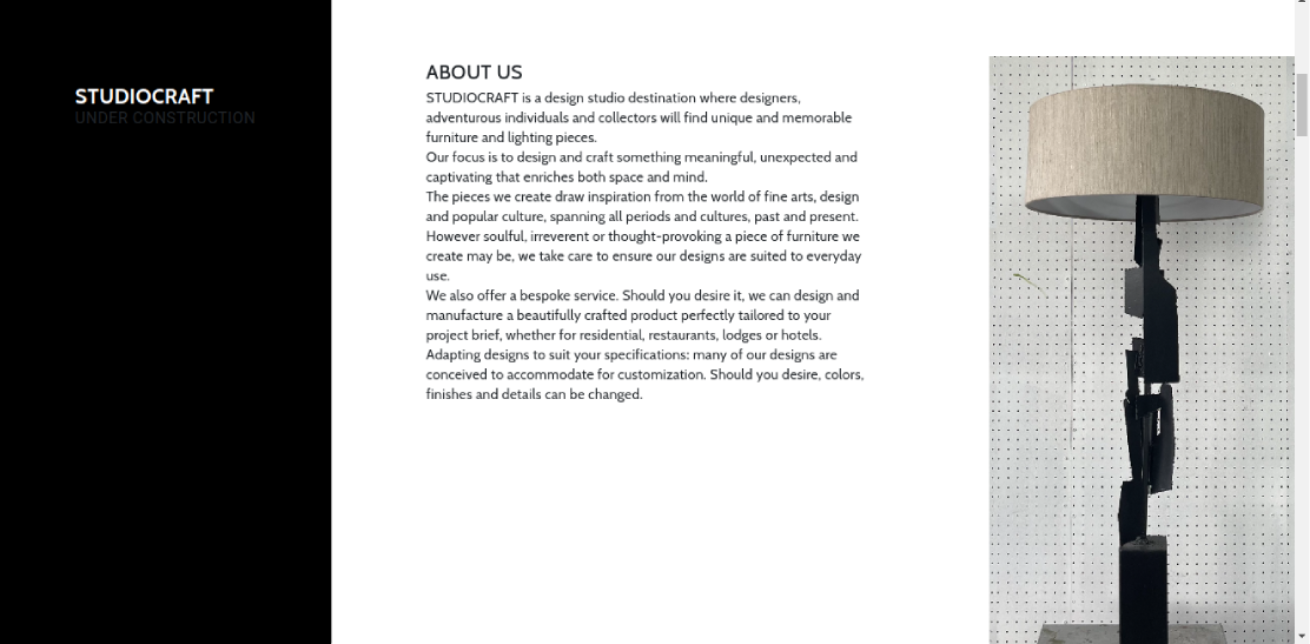 STUDIOCRAFT
UNDER CONSTRUCTION
ABOUT US
STUDIOCRAFT is a design studio destination where designers,
adventurous individuals and collectors will find unique and memorable
furniture and lighting pieces.
Our focus is to design and craft something meaningful, unexpected and
captivating that enriches both space and mind.
The pieces we create draw inspiration from the world of fine arts, design
and popular culture, spanning all periods and cultures, past and present.
However soulful, irreverent or thought-provoking a piece of furniture we
create may be, we take care to ensure our designs are suited to everyday
use.
We also offer a bespoke service. Should you desire it, we can design and
manufacture a beautifully crafted product perfectly tailored to your
project brief, whether for residential, restaurants, lodges or hotels.
Adapting designs to suit your specifications: many of our designs are
conceived to accommodate for customization. Should you desire, colors,
finishes and details can be changed.